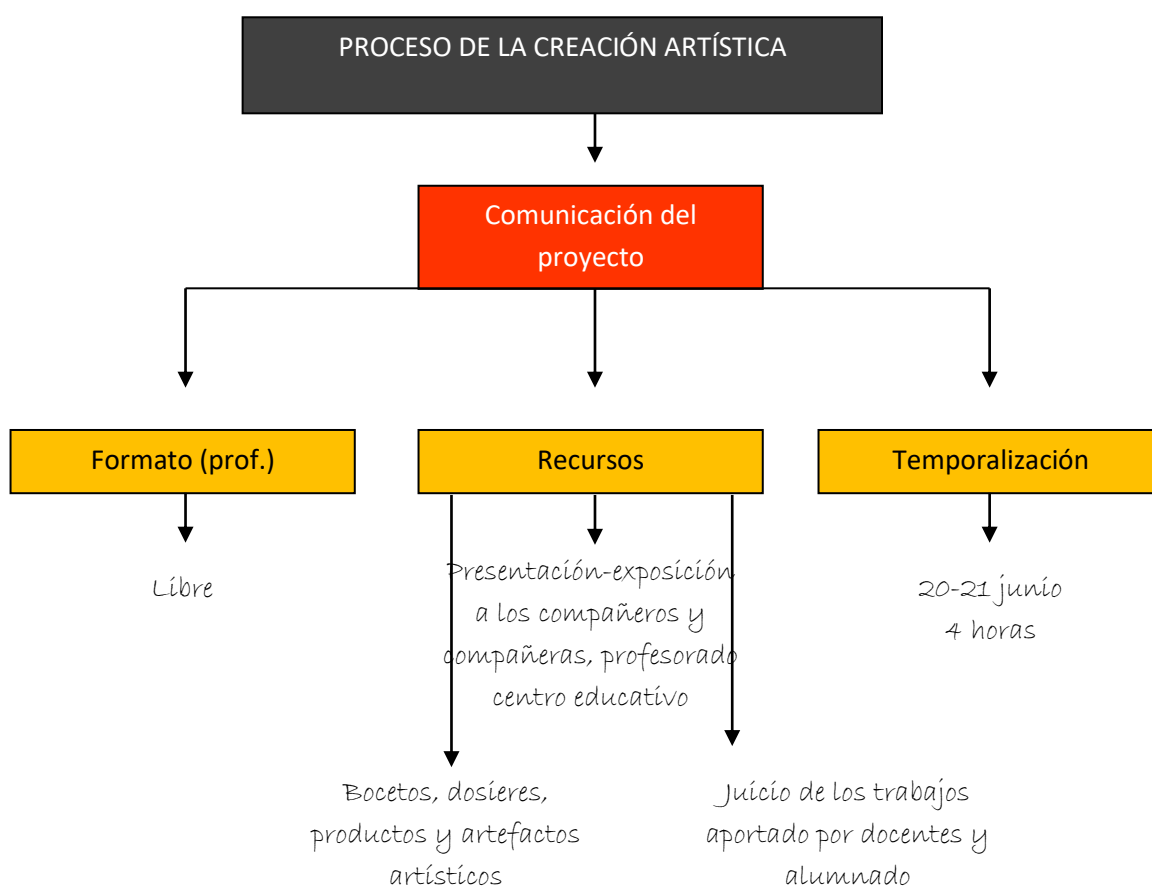 PROCESO DE LA CREACIÓN ARTÍSTICA
Comunicación del
proyecto
Formato (prof.)
Recursos
Temporalización
Libre
Presentación-exposición
a los compañeros y
compañeras, profesorado
centro educativo
20-21 junio
4 horas
Bocetos, dosieres,
productos y artefactos
artísticos
Juicio de los trabajos
aportado por docentes y
alumnado